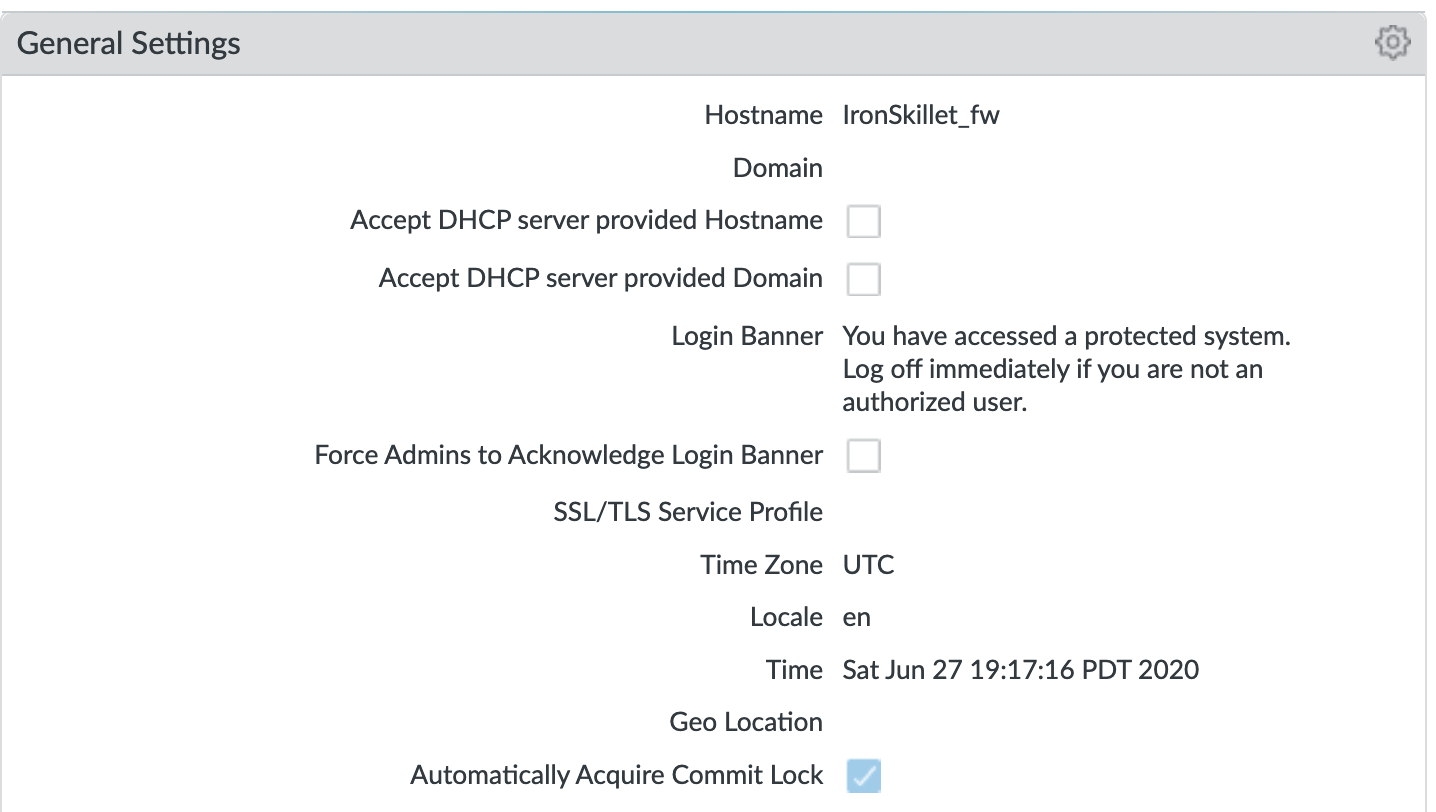 General Settings
Hostname IronSkillet_fw
Domain
Accept DHCP server provided Hostname
Accept DHCP server provided Domain
Login Banner You have accessed a protected system.
Log off immediately if you are not an
authorized user.
Force Admins to Acknowledge Login Banner
SSL/TLS Service Profile
Time Zone UTC
Locale en
Time Sat Jun 27 19:17:16 PDT 2020
Geo Location
Automatically Acquire Commit Lock